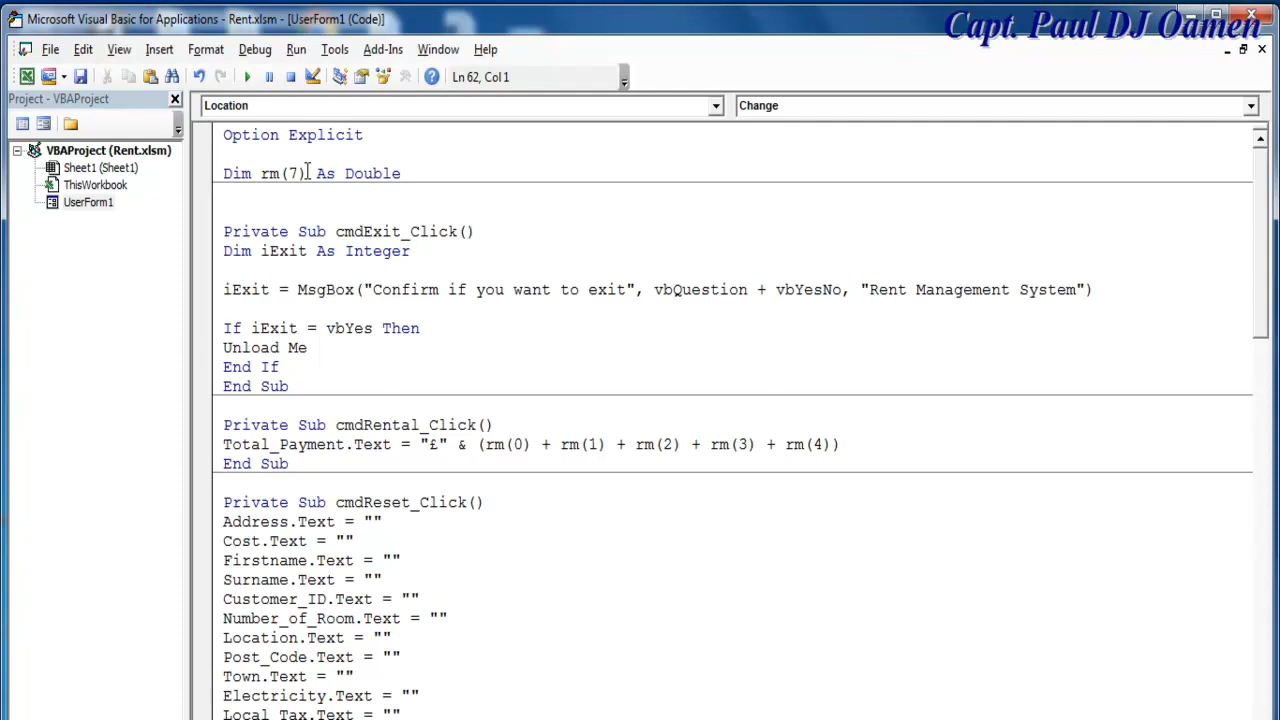 Microsoft Visual Basic for Applications - Rent.xlsm - [UserForm1 (Code)]
Capt. Paul DJ Oamen
File Edit View Insert Format Debug Run Tools Add-Ins Window Help
Ln 62, Col 1
Project - VBAProject
Location
Change
VBAProject (Rent.xlsm)
Sheet1 (Sheet1)
ThisWorkbook
UserForm1
Option Explicit
Dim rm(7) As Double
Private Sub cmdExit_Click()
Dim iExit As Integer
iExit = MsgBox("Confirm if you want to exit", vbQuestion + vbYesNo, "Rent Management System")
If iExit = vbYes Then
Unload Me
End If
End Sub
Private Sub cmdRental_Click()
Total_Payment.Text = "£" & (rm(0) + rm(1) + rm(2) + rm(3) + rm(4))
End Sub
Private Sub cmdReset_Click()
Address.Text = ""
Cost.Text = ""
Firstname.Text = ""
Surname.Text = ""
Customer_ID.Text = ""
Number_of_Room.Text = ""
Location.Text = ""
Post_Code.Text = ""
Town.Text = ""
Electricity.Text = ""
Local_Tax.Text = ""